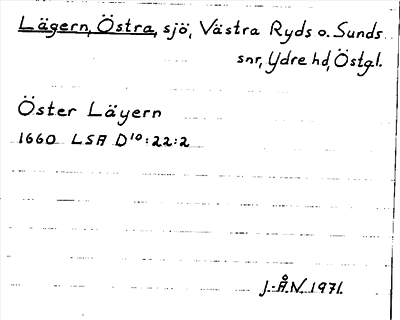 Lägern, Östra, sjö, Västra Ryds o. Sunds
snr, Ydre hd, Östgl.
Öster Läyern
1660 LSA D10:22:2
J.Å.N. 1971.